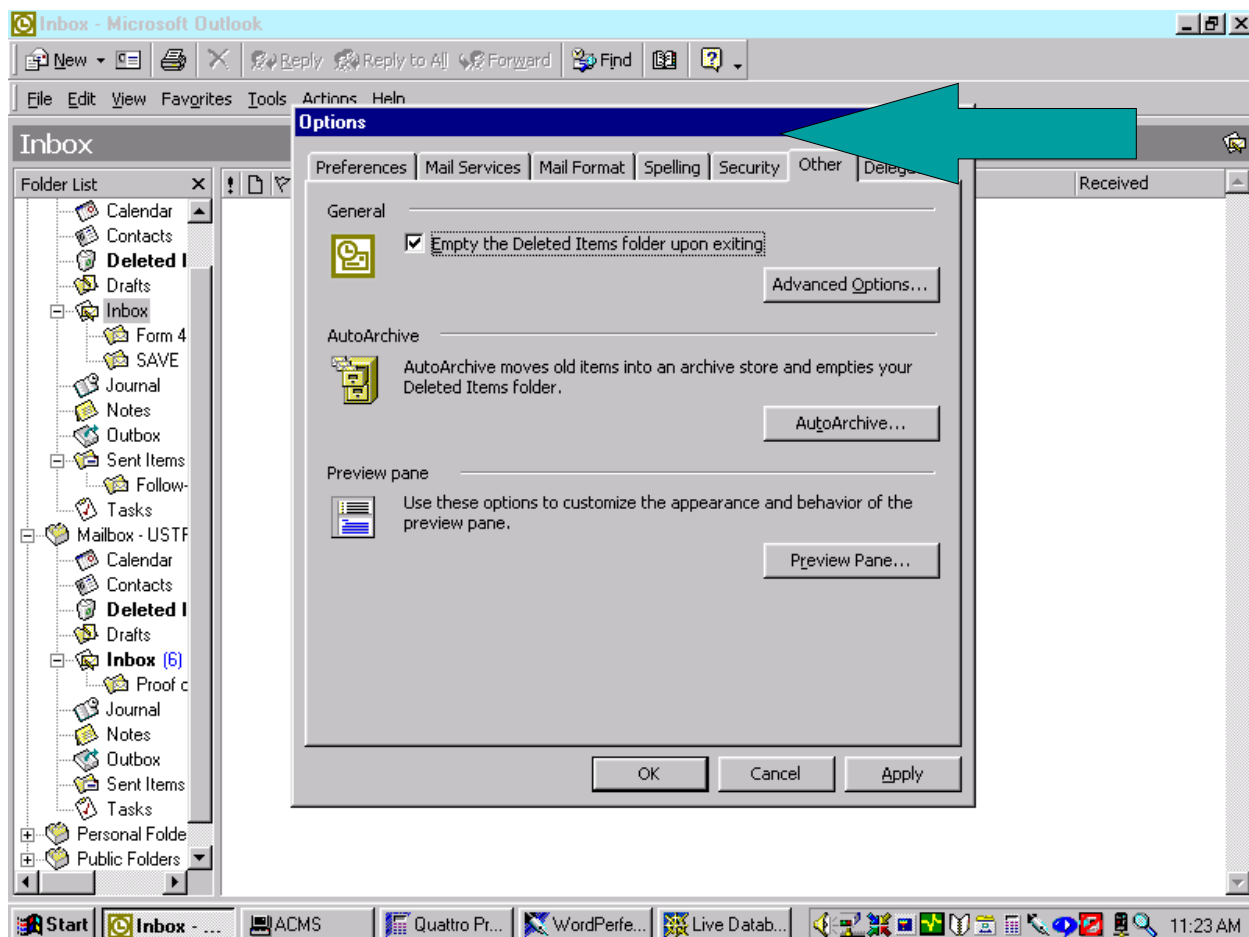 Inbox - Microsoft Outlook
New Reply Reply to All Forward Find
File Edit View Favorites Tools Actions Help
Inbox
Options
Preferences Mail Services Mail Format Spelling Security Other
Folder List
Received
Calendar
Contacts
Deleted I
Drafts
Inbox
Form 4
SAVE
Journal
Notes
Outbox
Sent Items
Follow-
Tasks
Mailbox - USTF
Calendar
Contacts
Deleted I
Drafts
Inbox (6)
Proof c
Journal
Notes
Outbox
Sent Items
Tasks
Personal Folde
Public Folders
General
Empty the Deleted Items folder upon exiting
Advanced Options...
AutoArchive
AutoArchive moves old items into an archive store and empties your
Deleted Items folder.
AutoArchive...
Preview pane
Use these options to customize the appearance and behavior of the
preview pane.
Preview Pane...
OK Cancel Apply
Start Inbox - ... ACMS Quattro Pr... WordPerfe... Live Datab... 11:23 AM